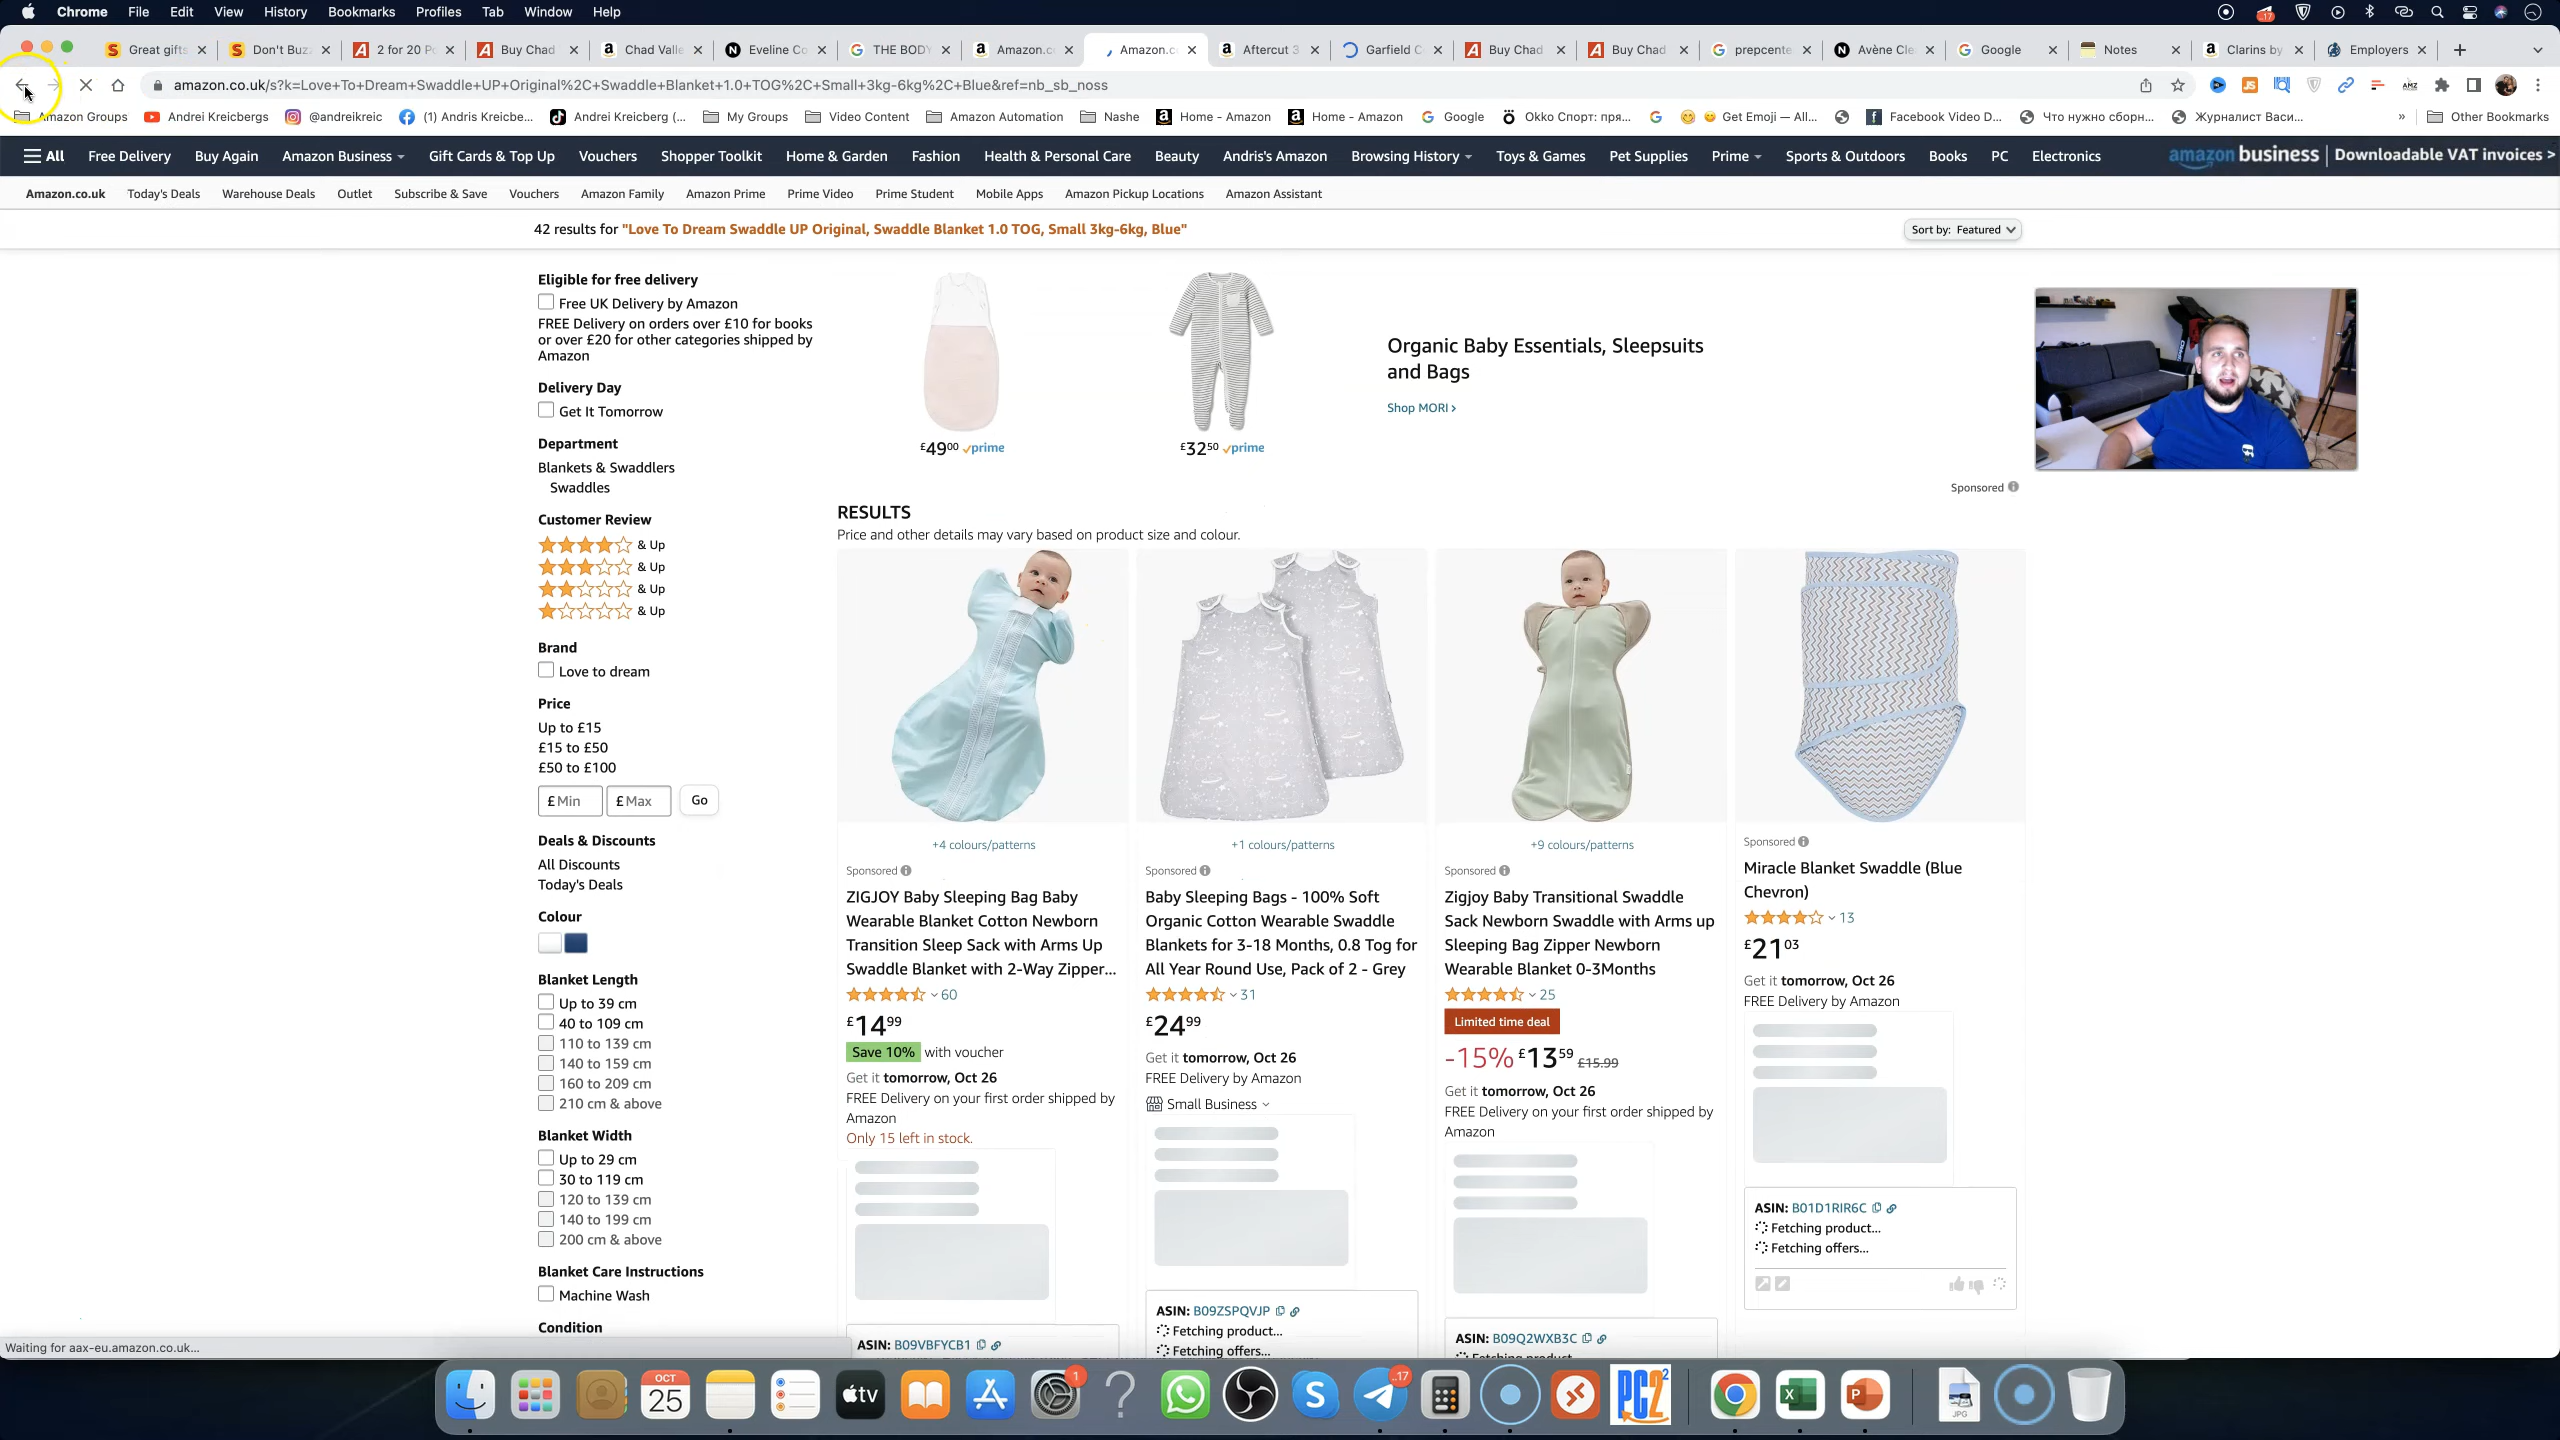 Chrome File Edit View History Bookmarks Profiles Tab Window Help
Great gifts Don't Buz 2 for 20 Po Buy Chad Chad Valle Eveline Co THE BODY Amazon.c Amazon.c Aftercut 3 Garfield C Buy Chad Buy Chad prepcente Avène Cle Google Notes Clarins by Employers
amazon.co.uk/s?k=Love+To+Dream+Swaddle+UP+Original%2C+Swaddle+Blanket+1.0+TOG%2C+Small+3kg-6kg%2C+Blue&ref=nb_sb_noss
Amazon Groups Andrei Kreicbergs @andreikreic (1) Andris Kreicbe... Andrei Kreicberg (... My Groups Video Content Amazon Automation Nashe Home - Amazon Home - Amazon Google Okko Спорт: пря... Get Emoji — All... Facebook Video D... Что нужно сборн... Журналист Васи... » Other Bookmarks
All Free Delivery Buy Again Amazon Business Gift Cards & Top Up Vouchers Shopper Toolkit Home & Garden Fashion Health & Personal Care Beauty Andris's Amazon Browsing History Toys & Games Pet Supplies Prime Sports & Outdoors Books PC Electronics amazon business | Downloadable VAT invoices >
Amazon.co.uk Today's Deals Warehouse Deals Outlet Subscribe & Save Vouchers Amazon Family Amazon Prime Prime Video Prime Student Mobile Apps Amazon Pickup Locations Amazon Assistant
42 results for "Love To Dream Swaddle UP Original, Swaddle Blanket 1.0 TOG, Small 3kg-6kg, Blue"
Sort by: Featured
Eligible for free delivery
Free UK Delivery by Amazon
FREE Delivery on orders over £10 for books
or over £20 for other categories shipped by
Amazon
Delivery Day
Get It Tomorrow
Department
Blankets & Swaddlers
Swaddles
Customer Review
& Up
& Up
& Up
& Up
Brand
Love to dream
Price
Up to £15
£15 to £50
£50 to £100
£ Min £ Max Go
Deals & Discounts
All Discounts
Today's Deals
Colour
Blanket Length
Up to 39 cm
40 to 109 cm
110 to 139 cm
140 to 159 cm
160 to 209 cm
210 cm & above
Blanket Width
Up to 29 cm
30 to 119 cm
120 to 139 cm
140 to 199 cm
200 cm & above
Blanket Care Instructions
Machine Wash
Condition
£49⁰⁰ prime
£32⁵⁰ prime
Organic Baby Essentials, Sleepsuits
and Bags
Shop MORI ›
Sponsored
RESULTS
Price and other details may vary based on product size and colour.
+4 colours/patterns
Sponsored
ZIGJOY Baby Sleeping Bag Baby
Wearable Blanket Cotton Newborn
Transition Sleep Sack with Arms Up
Swaddle Blanket with 2-Way Zipper...
60
£14⁹⁹
Save 10% with voucher
Get it tomorrow, Oct 26
FREE Delivery on your first order shipped by
Amazon
Only 15 left in stock.
ASIN: B09VBFYCB1
+1 colours/patterns
Sponsored
Baby Sleeping Bags - 100% Soft
Organic Cotton Wearable Swaddle
Blankets for 3-18 Months, 0.8 Tog for
All Year Round Use, Pack of 2 - Grey
31
£24⁹⁹
Get it tomorrow, Oct 26
FREE Delivery by Amazon
Small Business
ASIN: B09ZSPQVJP
Fetching product...
Fetching offers...
+9 colours/patterns
Sponsored
Zigjoy Baby Transitional Swaddle
Sack Newborn Swaddle with Arms up
Sleeping Bag Zipper Newborn
Wearable Blanket 0-3Months
25
Limited time deal
-15% £13⁵⁹ £15.99
Get it tomorrow, Oct 26
FREE Delivery on your first order shipped by
Amazon
ASIN: B09Q2WXB3C
Fetching product...
Sponsored
Miracle Blanket Swaddle (Blue
Chevron)
13
£21⁰³
Get it tomorrow, Oct 26
FREE Delivery by Amazon
ASIN: B01D1RIR6C
Fetching product...
Fetching offers...
Waiting for aax-eu.amazon.co.uk...
OCT
25
tv
1
17
PC2
JPG